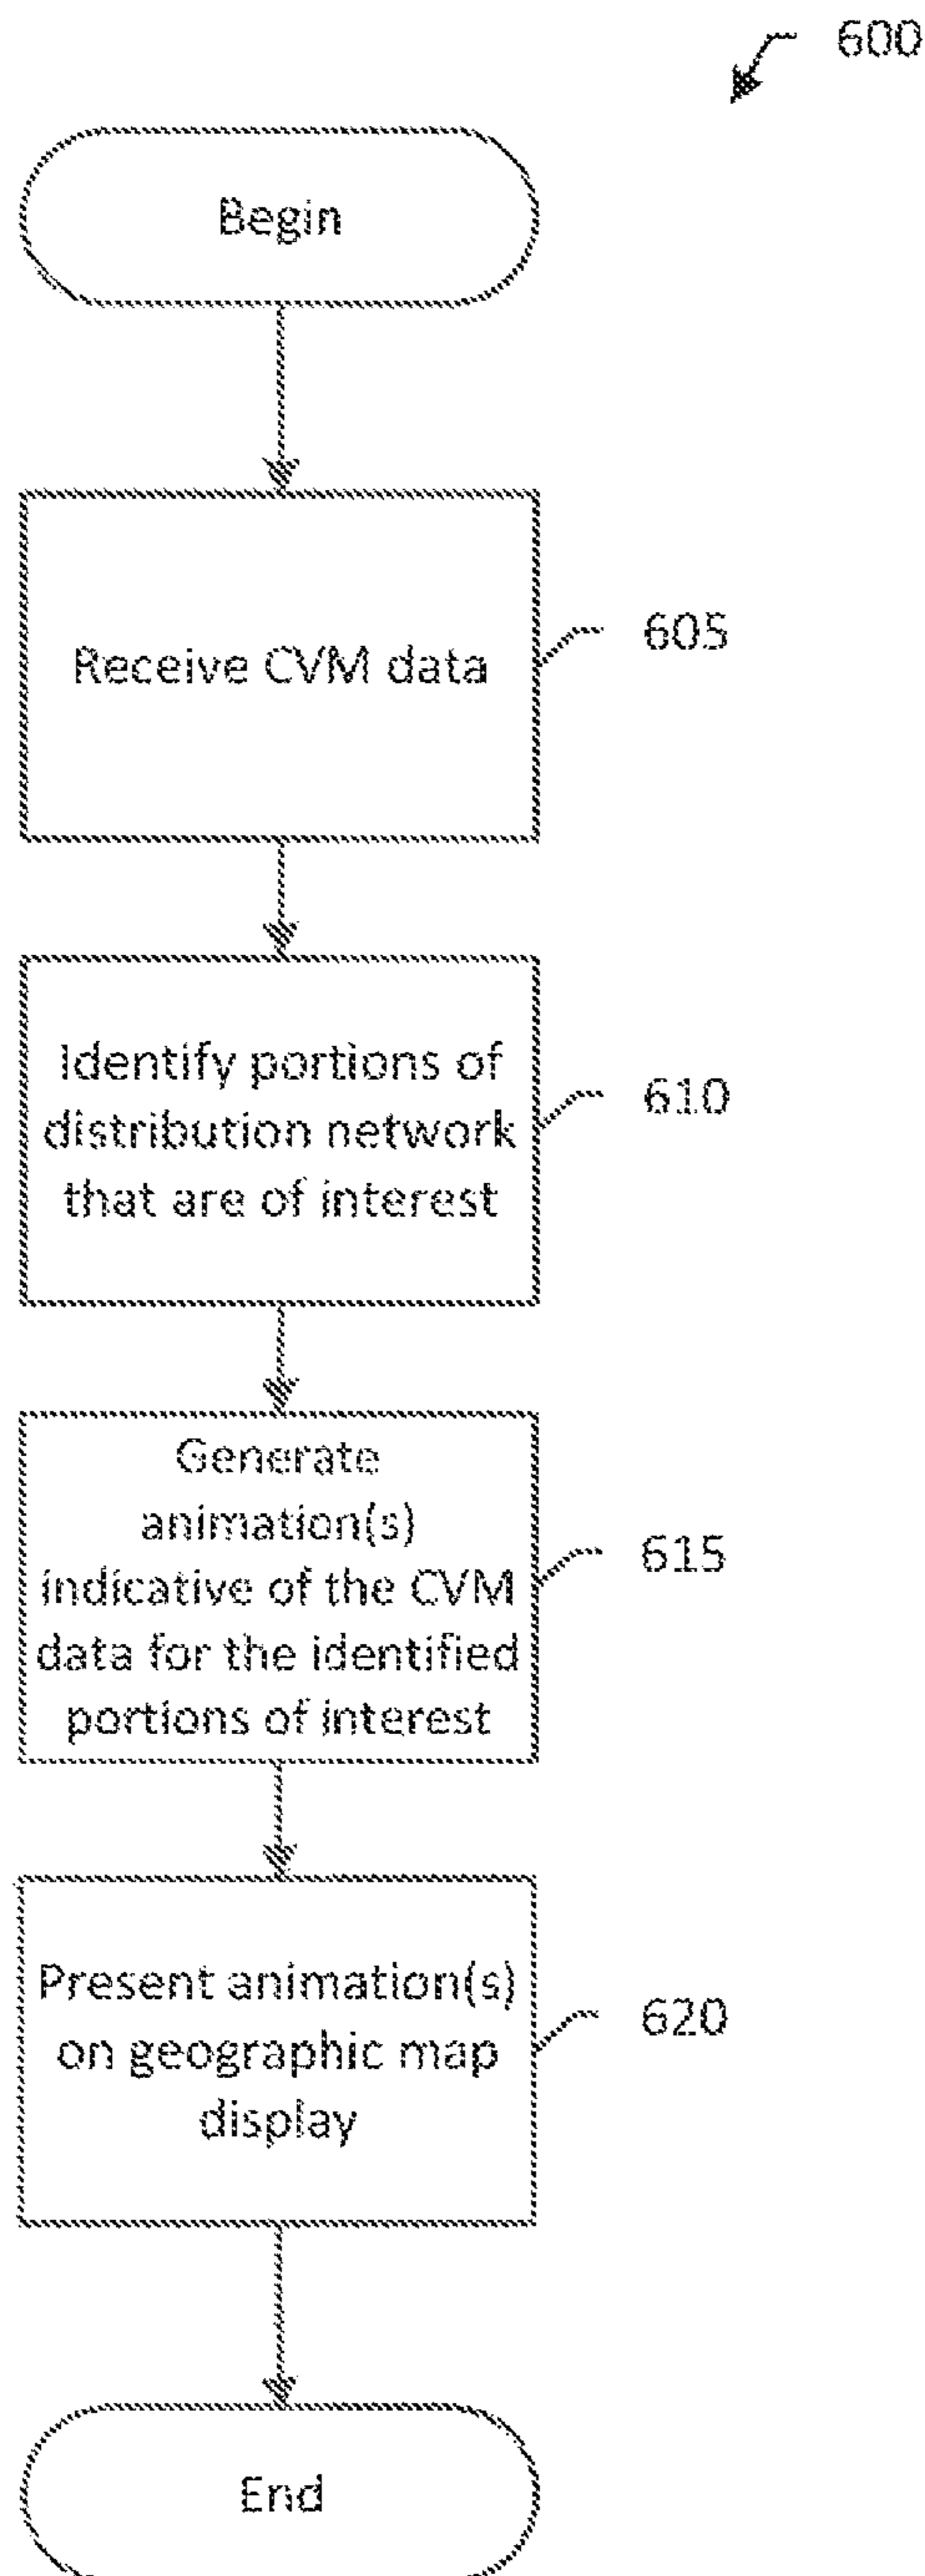 600
Begin
Receive CVM data
605
Identify portions of
distribution network
that are of interest
610
Generate
animation(s)
indicative of the CVM
data for the identified
portions of interest
615
Present animation(s)
on geographic map
display
620
End